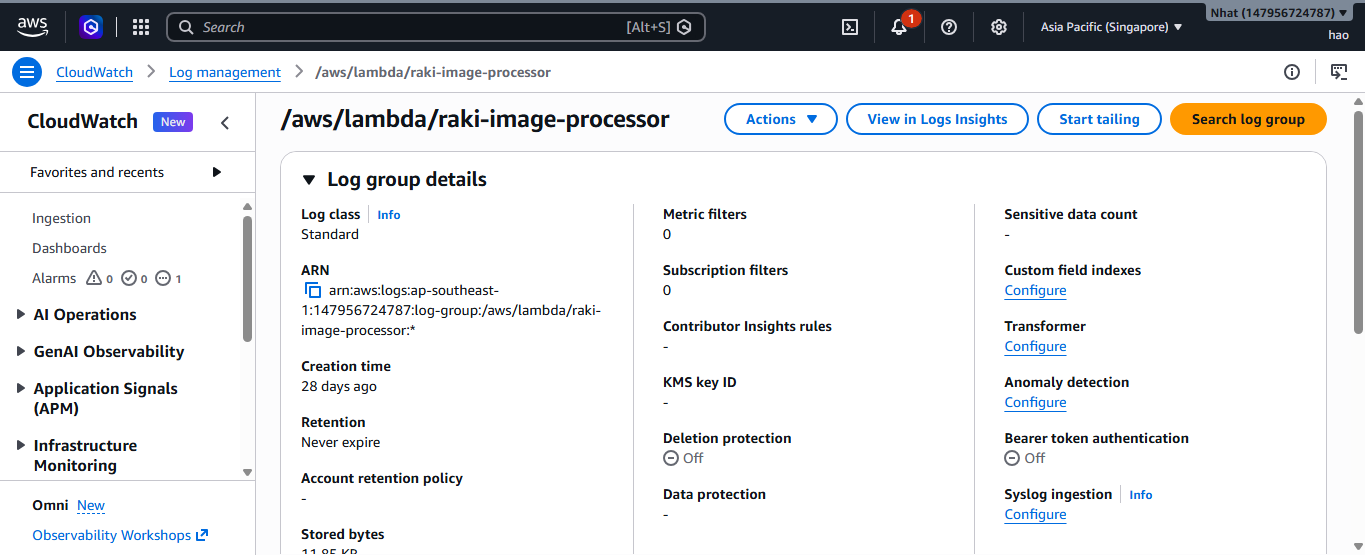 aws
Search
[Alt+S]
1
Asia Pacific (Singapore)
Nhat (147956724787)
hao
CloudWatch
Log management
/aws/lambda/raki-image-processor
CloudWatch
New
Favorites and recents
Ingestion
Dashboards
Alarms 0 0 1
AI Operations
GenAI Observability
Application Signals
(APM)
Infrastructure
Monitoring
Omni New
Observability Workshops
/aws/lambda/raki-image-processor
Actions
View in Logs Insights
Start tailing
Search log group
Log group details
Log class Info
Standard
ARN
arn:aws:logs:ap-southeast-
1:147956724787:log-group:/aws/lambda/raki-
image-processor:*
Creation time
28 days ago
Retention
Never expire
Account retention policy
-
Stored bytes
11.85 KB
Metric filters
0
Subscription filters
0
Contributor Insights rules
-
KMS key ID
-
Deletion protection
Off
Data protection
-
Sensitive data count
-
Custom field indexes
Configure
Transformer
Configure
Anomaly detection
Configure
Bearer token authentication
Off
Syslog ingestion Info
Configure